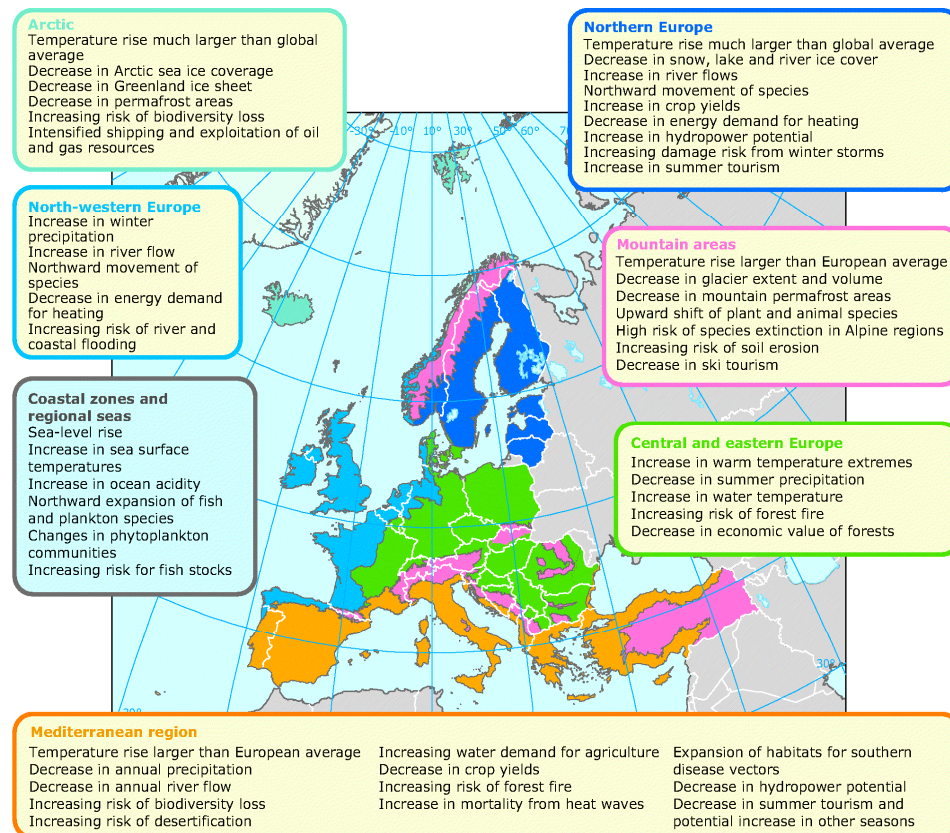 Arctic
Temperature rise much larger than global
average
Decrease in Arctic sea ice coverage
Decrease in Greenland ice sheet
Decrease in permafrost areas
Increasing risk of biodiversity loss
Intensified shipping and exploitation of oil
and gas resources
Northern Europe
Temperature rise much larger than global average
Decrease in snow, lake and river ice cover
Increase in river flows
Northward movement of species
Increase in crop yields
Decrease in energy demand for heating
Increase in hydropower potential
Increasing damage risk from winter storms
Increase in summer tourism
-30° -10° 10° 30° 50° 60°
North-western Europe
Increase in winter
precipitation
Increase in river flow
Northward movement of
species
Decrease in energy demand
for heating
Increasing risk of river and
coastal flooding
Mountain areas
Temperature rise larger than European average
Decrease in glacier extent and volume
Decrease in mountain permafrost areas
Upward shift of plant and animal species
High risk of species extinction in Alpine regions
Increasing risk of soil erosion
Decrease in ski tourism
Coastal zones and
regional seas
Sea-level rise
Increase in sea surface
temperatures
Increase in ocean acidity
Northward expansion of fish
and plankton species
Changes in phytoplankton
communities
Increasing risk for fish stocks
Central and eastern Europe
Increase in warm temperature extremes
Decrease in summer precipitation
Increase in water temperature
Increasing risk of forest fire
Decrease in economic value of forests
30°
Mediterranean region
Temperature rise larger than European average
Decrease in annual precipitation
Decrease in annual river flow
Increasing risk of biodiversity loss
Increasing risk of desertification
Increasing water demand for agriculture
Decrease in crop yields
Increasing risk of forest fire
Increase in mortality from heat waves
Expansion of habitats for southern
disease vectors
Decrease in hydropower potential
Decrease in summer tourism and
potential increase in other seasons